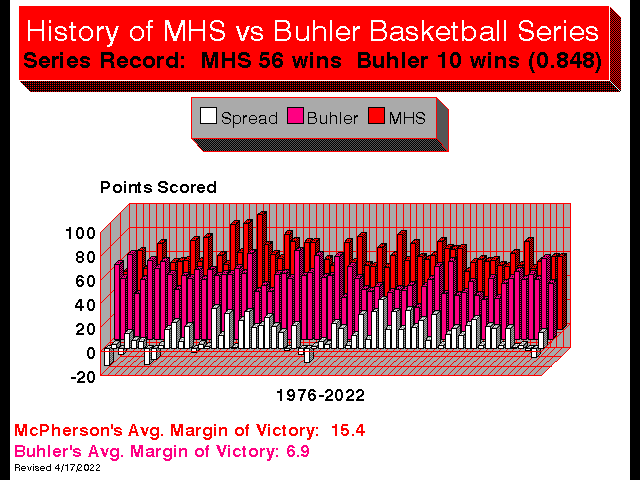 History of MHS vs Buhler Basketball Series
Series Record:  MHS 56 wins  Buhler 10 wins (0.848)
Spread Buhler MHS
Points Scored
100
80
60
40
20
0
-20
1976-2022
McPherson's Avg. Margin of Victory:  15.4
Buhler's Avg. Margin of Victory: 6.9
Revised 4/17/2022